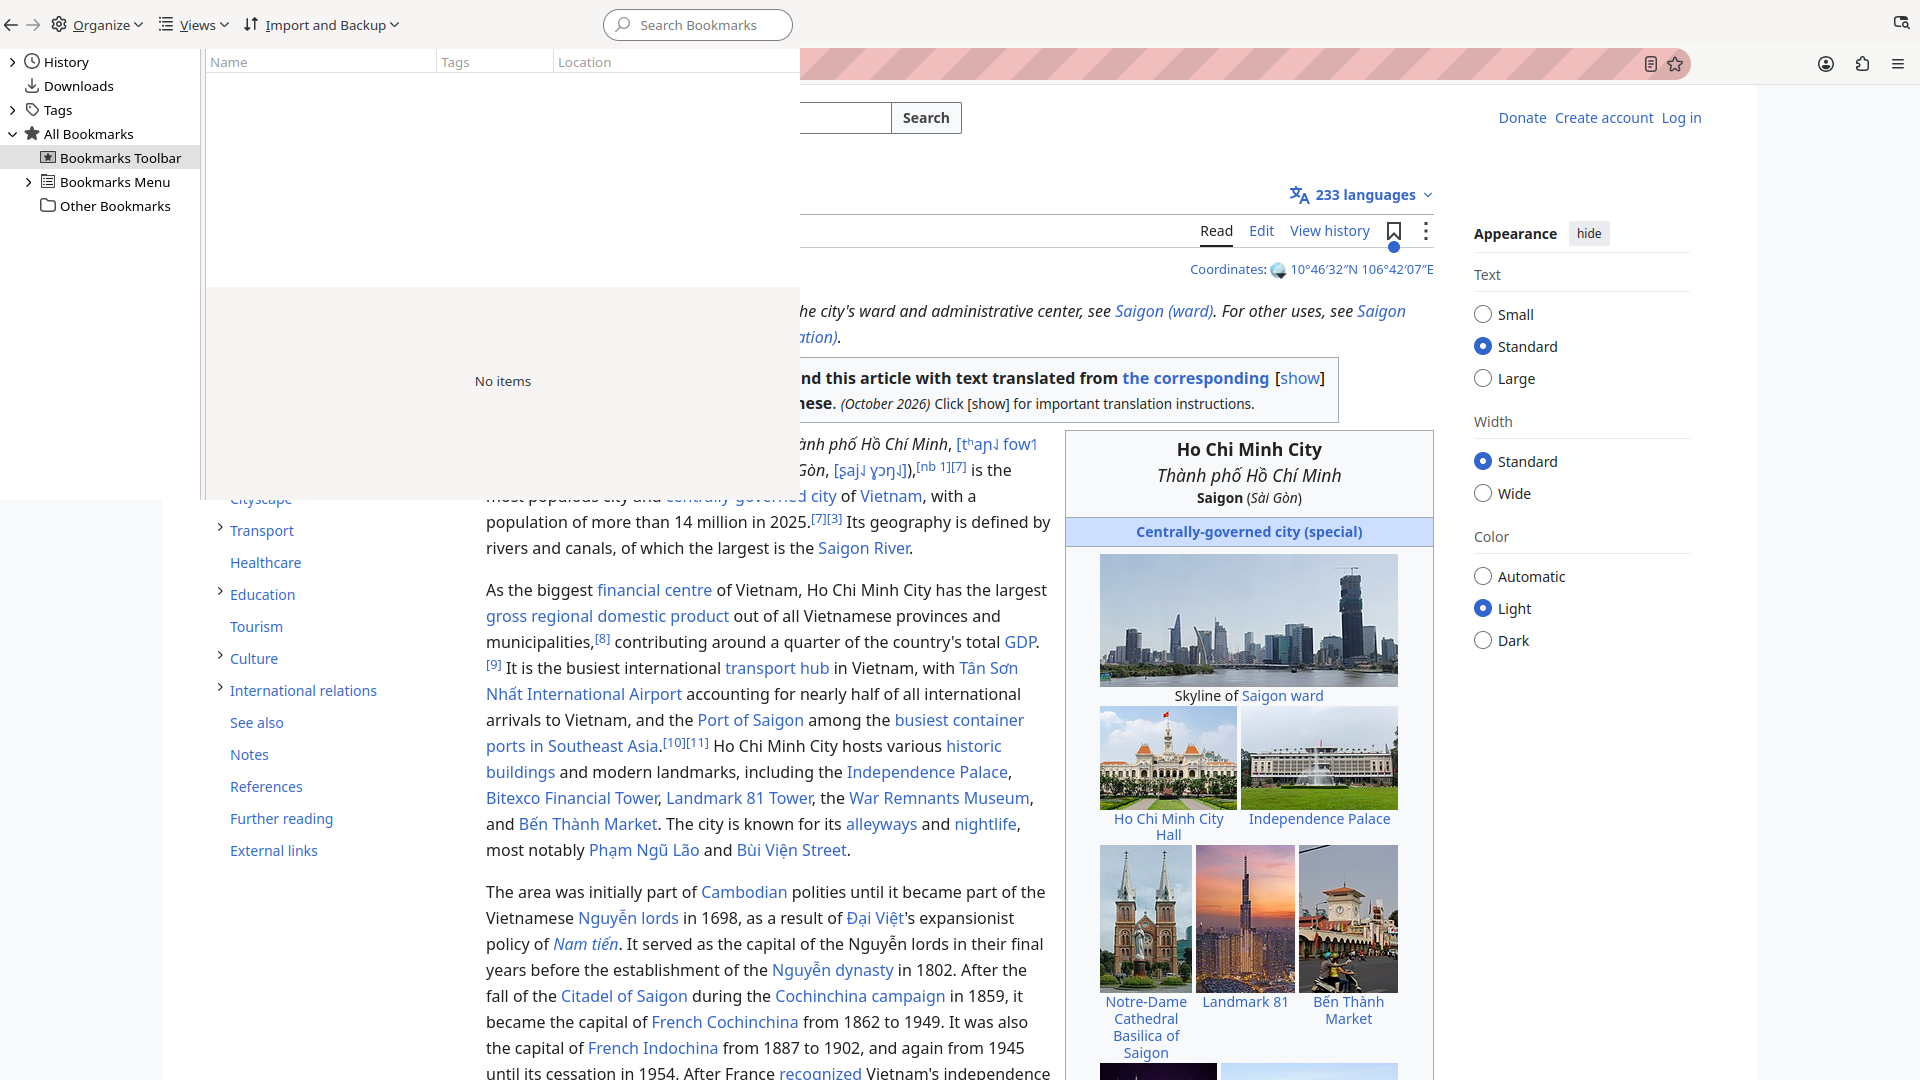 Organize
Views
Import and Backup
Search Bookmarks
History
Downloads
Tags
All Bookmarks
Bookmarks Toolbar
Bookmarks Menu
Other Bookmarks
Name
Tags
Location
No items
Search
Donate
Create account
Log in
233 languages
Read
Edit
View history
Coordinates: 10°46′32″N 106°42′07″E
he city's ward and administrative center, see Saigon (ward). For other uses, see Saigon
ation).
nd this article with text translated from the corresponding [show]
nese. (October 2026) Click [show] for important translation instructions.
ành phố Hồ Chí Minh, [tʰaɲ˨˩ fow˧˥
Gòn, [ʂaj˨˩ ɣɔŋ˨˩]),[nb 1][7] is the
most populous city and centrally-governed city of Vietnam, with a
population of more than 14 million in 2025.[7][3] Its geography is defined by
rivers and canals, of which the largest is the Saigon River.
As the biggest financial centre of Vietnam, Ho Chi Minh City has the largest
gross regional domestic product out of all Vietnamese provinces and
municipalities,[8] contributing around a quarter of the country's total GDP.
[9] It is the busiest international transport hub in Vietnam, with Tân Sơn
Nhất International Airport accounting for nearly half of all international
arrivals to Vietnam, and the Port of Saigon among the busiest container
ports in Southeast Asia.[10][11] Ho Chi Minh City hosts various historic
buildings and modern landmarks, including the Independence Palace,
Bitexco Financial Tower, Landmark 81 Tower, the War Remnants Museum,
and Bến Thành Market. The city is known for its alleyways and nightlife,
most notably Phạm Ngũ Lão and Bùi Viện Street.
The area was initially part of Cambodian polities until it became part of the
Vietnamese Nguyễn lords in 1698, as a result of Đại Việt's expansionist
policy of Nam tiến. It served as the capital of the Nguyễn lords in their final
years before the establishment of the Nguyễn dynasty in 1802. After the
fall of the Citadel of Saigon during the Cochinchina campaign in 1859, it
became the capital of French Cochinchina from 1862 to 1949. It was also
the capital of French Indochina from 1887 to 1902, and again from 1945
until its cessation in 1954. After France recognized Vietnam's independence
Cityscape
Transport
Healthcare
Education
Tourism
Culture
International relations
See also
Notes
References
Further reading
External links
Ho Chi Minh City
Thành phố Hồ Chí Minh
Saigon (Sài Gòn)
Centrally-governed city (special)
Skyline of Saigon ward
Ho Chi Minh City
Hall
Independence Palace
Notre-Dame
Cathedral
Basilica of
Saigon
Landmark 81
Bến Thành
Market
Appearance
hide
Text
Small
Standard
Large
Width
Standard
Wide
Color
Automatic
Light
Dark